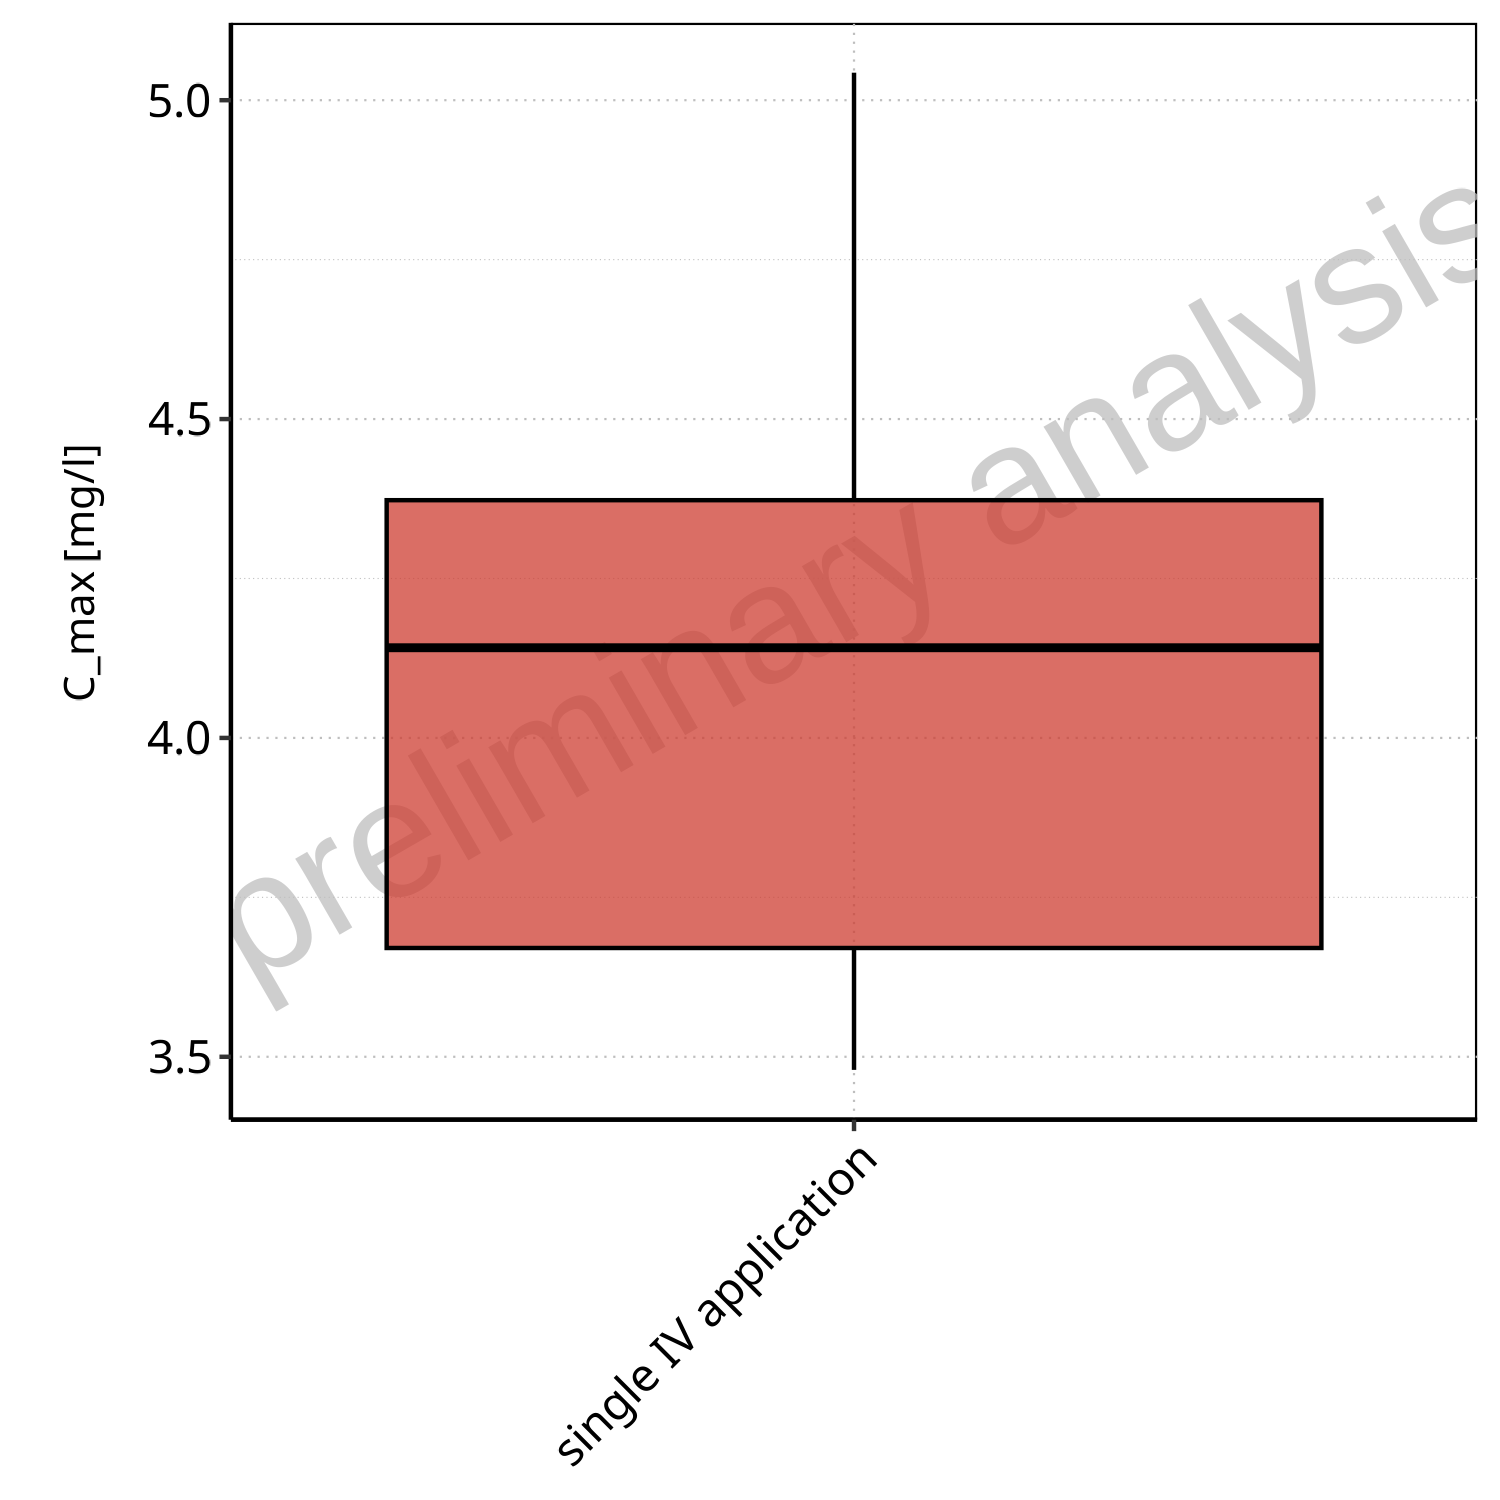 5.0
4.5
4.0
3.5
C_max [mg/l]
preliminary analysis
single IV application